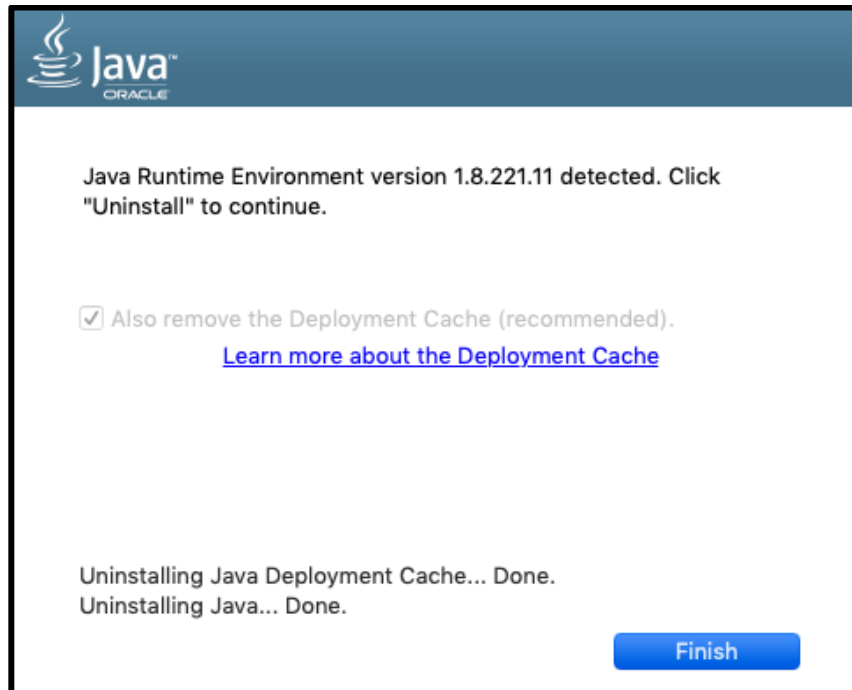 Java™
ORACLE
Java Runtime Environment version 1.8.221.11 detected. Click
"Uninstall" to continue.
Also remove the Deployment Cache (recommended).
Learn more about the Deployment Cache
Uninstalling Java Deployment Cache... Done.
Uninstalling Java... Done.
Finish